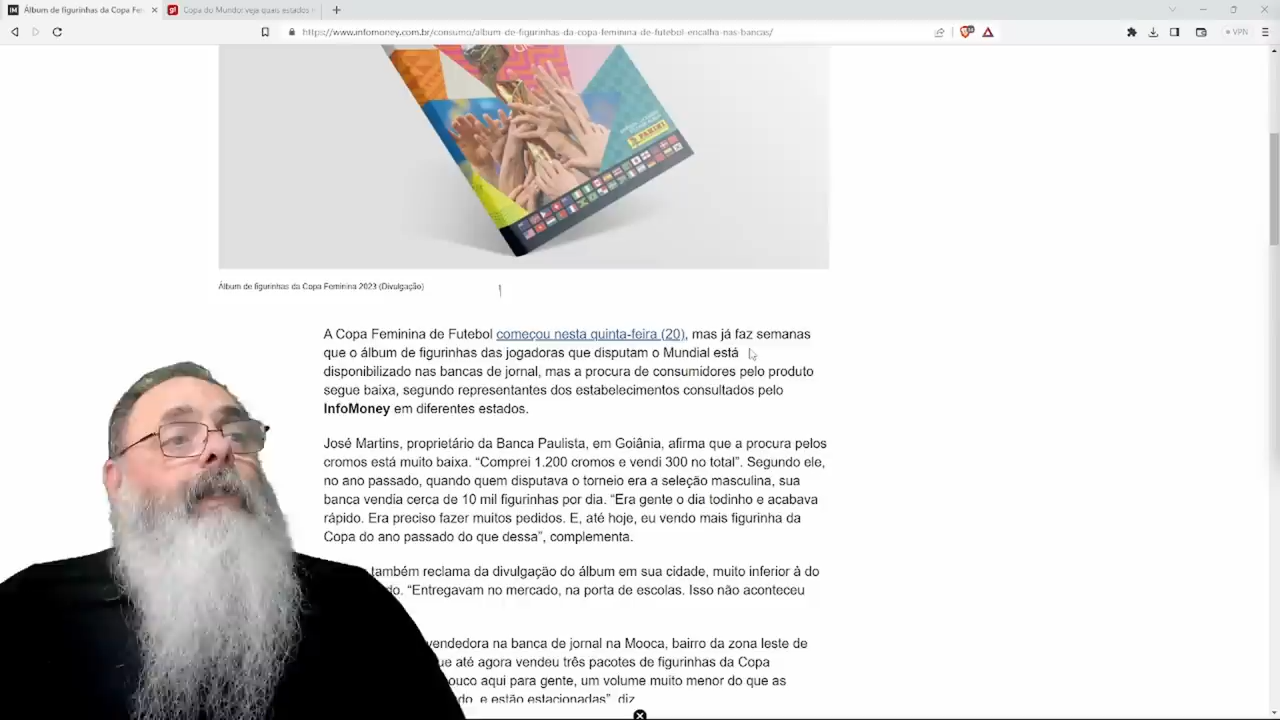 Álbum de figurinhas da Copa Fe
Copa do Mundo! veja quais estados
https://www.infomoney.com.br/consumo/album-de-figurinhas-da-copa-feminina-de-futebol-encalha-nas-bancas/
VPN
PANINI
Álbum de figurinhas da Copa Feminina 2023 (Divulgação)
A Copa Feminina de Futebol começou nesta quinta-feira (20), mas já faz semanas
que o álbum de figurinhas das jogadoras que disputam o Mundial está
disponibilizado nas bancas de jornal, mas a procura de consumidores pelo produto
segue baixa, segundo representantes dos estabelecimentos consultados pelo
InfoMoney em diferentes estados.
José Martins, proprietário da Banca Paulista, em Goiânia, afirma que a procura pelos
cromos está muito baixa. “Comprei 1.200 cromos e vendi 300 no total”. Segundo ele,
no ano passado, quando quem disputava o torneio era a seleção masculina, sua
banca vendia cerca de 10 mil figurinhas por dia. “Era gente o dia todinho e acabava
rápido. Era preciso fazer muitos pedidos. E, até hoje, eu vendo mais figurinha da
Copa do ano passado do que dessa”, complementa.
também reclama da divulgação do álbum em sua cidade, muito inferior à do
do. “Entregavam no mercado, na porta de escolas. Isso não aconteceu
vendedora na banca de jornal na Mooca, bairro da zona leste de
ue até agora vendeu três pacotes de figurinhas da Copa
ouco aqui para gente, um volume muito menor do que as
do, e estão estacionadas”, diz